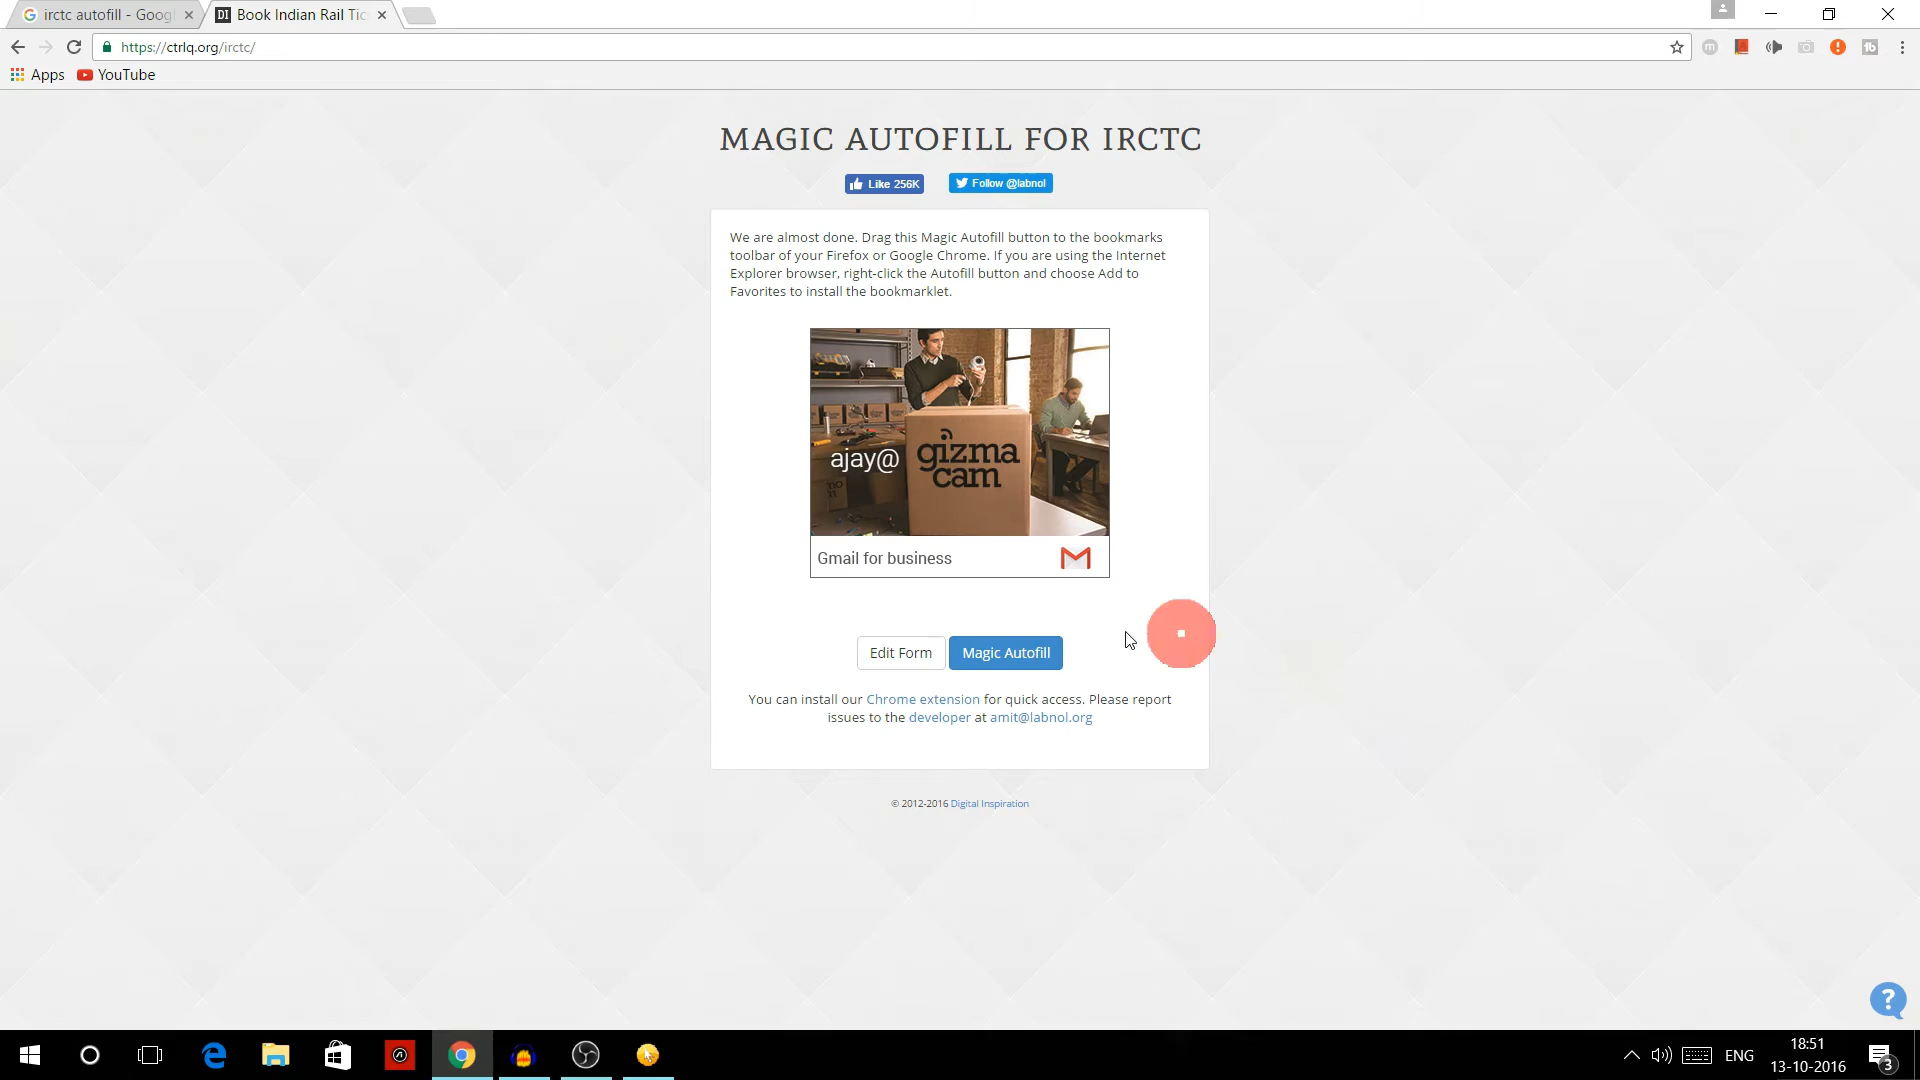 irctc autofill - Goog
Book Indian Rail Tic
https://ctrlq.org/irctc/
Apps
YouTube
MAGIC AUTOFILL FOR IRCTC
Like 256K
Follow @labnol
We are almost done. Drag this Magic Autofill button to the bookmarks
toolbar of your Firefox or Google Chrome. If you are using the Internet
Explorer browser, right-click the Autofill button and choose Add to
Favorites to install the bookmarklet.
ajay@
gizma
cam
Gmail for business
Edit Form
Magic Autofill
You can install our Chrome extension for quick access. Please report
issues to the developer at amit@labnol.org
© 2012-2016 Digital Inspiration
?
ENG
18:51
13-10-2016
3